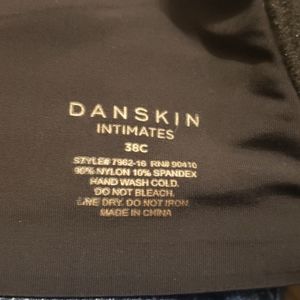 DANSKIN
INTIMATES
38C
STYLE# 7962-16 RN# 90410
90% NYLON 10% SPANDEX
HAND WASH COLD.
DO NOT BLEACH.
LINE DRY. DO NOT IRON.
MADE IN CHINA